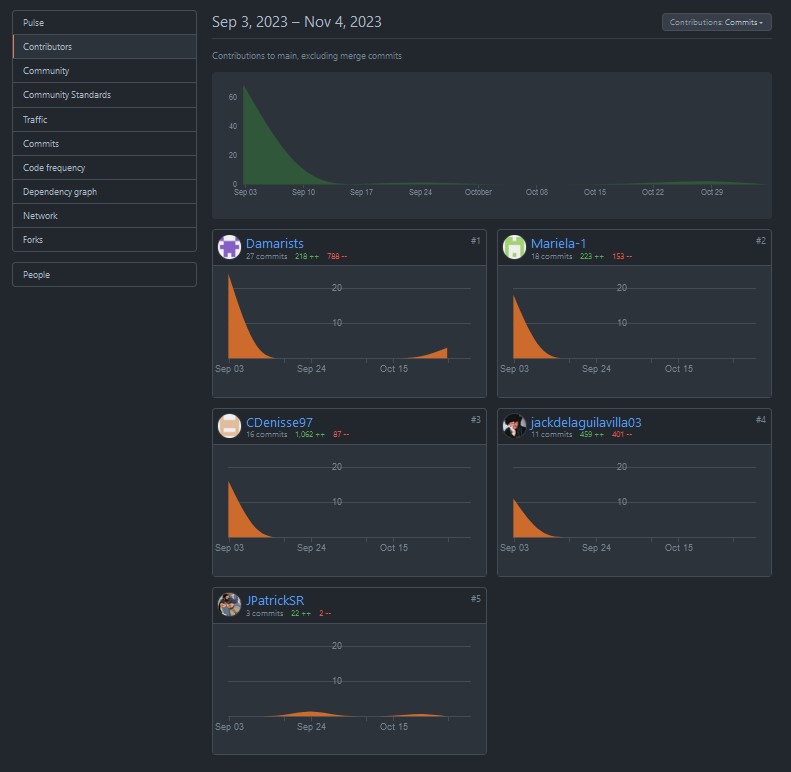 Pulse
Contributors
Community
Community Standards
Traffic
Commits
Code frequency
Dependency graph
Network
Forks
People
Sep 3, 2023 – Nov 4, 2023
Contributions: Commits
Contributions to main, excluding merge commits
60
40
20
0
Sep 03 Sep 10 Sep 17 Sep 24 October Oct 08 Oct 15 Oct 22 Oct 29
Damarists #1
27 commits 218 ++ 788 --
20
10
Sep 03 Sep 24 Oct 15
Mariela-1 #2
18 commits 223 ++ 153 --
20
10
Sep 03 Sep 24 Oct 15
CDenisse97 #3
16 commits 1,062 ++ 87 --
20
10
Sep 03 Sep 24 Oct 15
jackdelaguilavilla03 #4
11 commits 459 ++ 401 --
20
10
Sep 03 Sep 24 Oct 15
JPatrickSR #5
3 commits 22 ++ 2 --
20
10
Sep 03 Sep 24 Oct 15